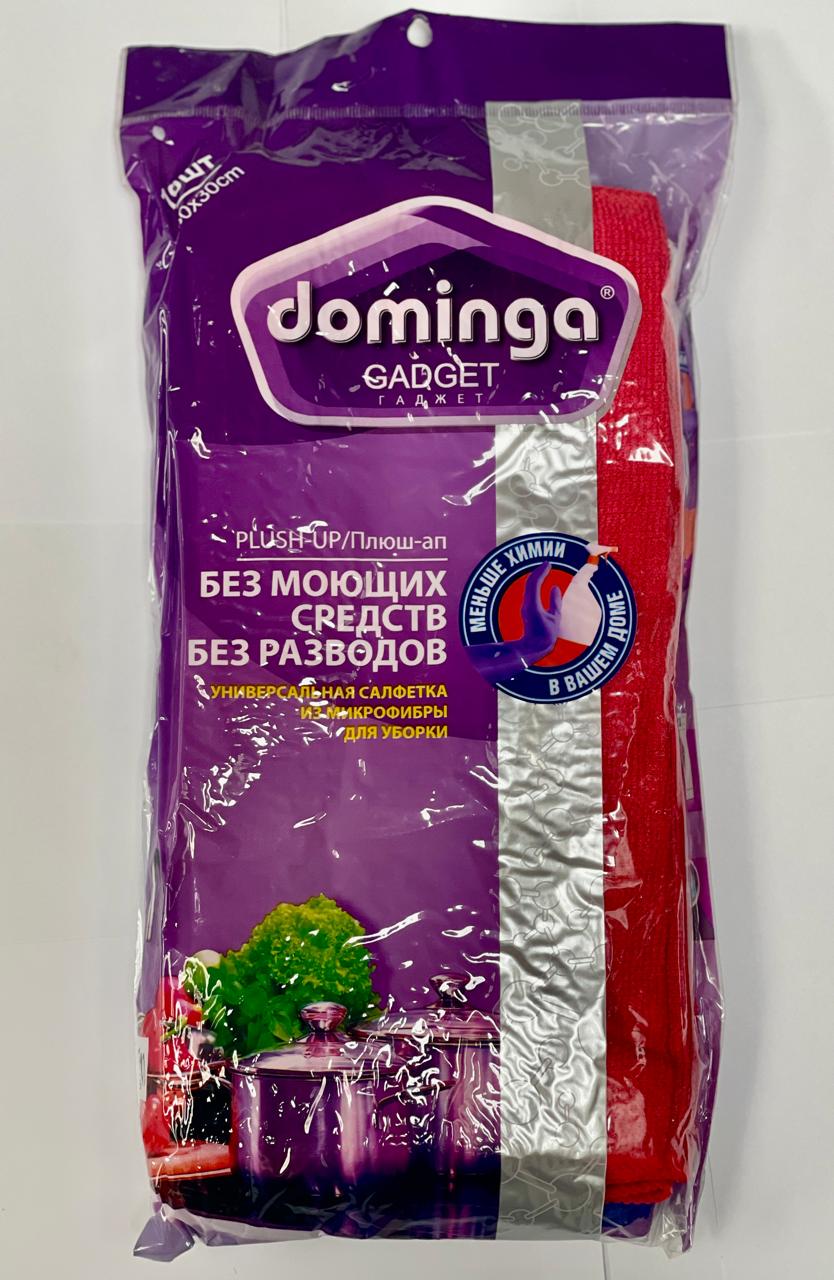 dominga®
GADGET
ГАДЖЕТ
PLUSH-UP/Плюш-ап
БЕЗ МОЮЩИХ
СРЕДСТВ
БЕЗ РАЗВОДОВ
УНИВЕРСАЛЬНАЯ САЛФЕТКА
ИЗ МИКРОФИБРЫ
ДЛЯ УБОРКИ
МЕНЬШЕ ХИМИИ
В ВАШЕМ ДОМЕ